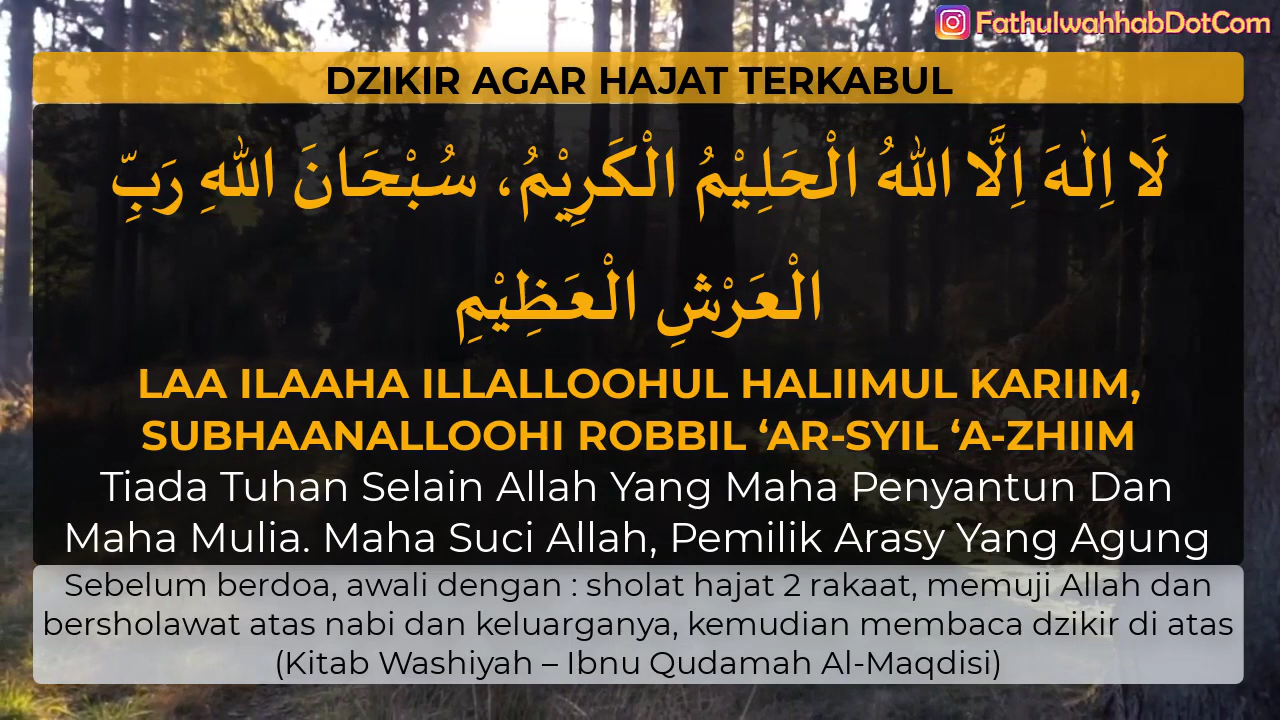 FathulwahhabDotCom
DZIKIR AGAR HAJAT TERKABUL
لَا اِلٰهَ اِلَّا اللهُ الْحَلِيْمُ الْكَرِيْمُ، سُبْحَانَ اللهِ رَبِّ
الْعَرْشِ الْعَظِيْمِ
LAA ILAAHA ILLALLOOHUL HALIIMUL KARIIM,
SUBHAANALLOOHI ROBBIL ‘AR-SYIL ‘A-ZHIIM
Tiada Tuhan Selain Allah Yang Maha Penyantun Dan
Maha Mulia. Maha Suci Allah, Pemilik Arasy Yang Agung
Sebelum berdoa, awali dengan : sholat hajat 2 rakaat, memuji Allah dan
bersholawat atas nabi dan keluarganya, kemudian membaca dzikir di atas
(Kitab Washiyah – Ibnu Qudamah Al-Maqdisi)